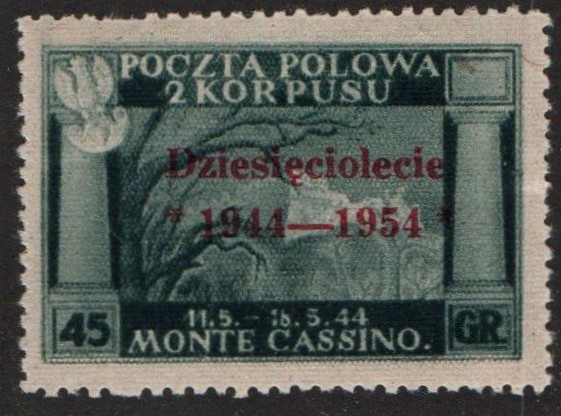 POCZTA POLOWA
2 KORPUSU
Dziesięciolecie
* 1944—1954 *
11.5. – 18.5.44
45 MONTE CASSINO. GR.